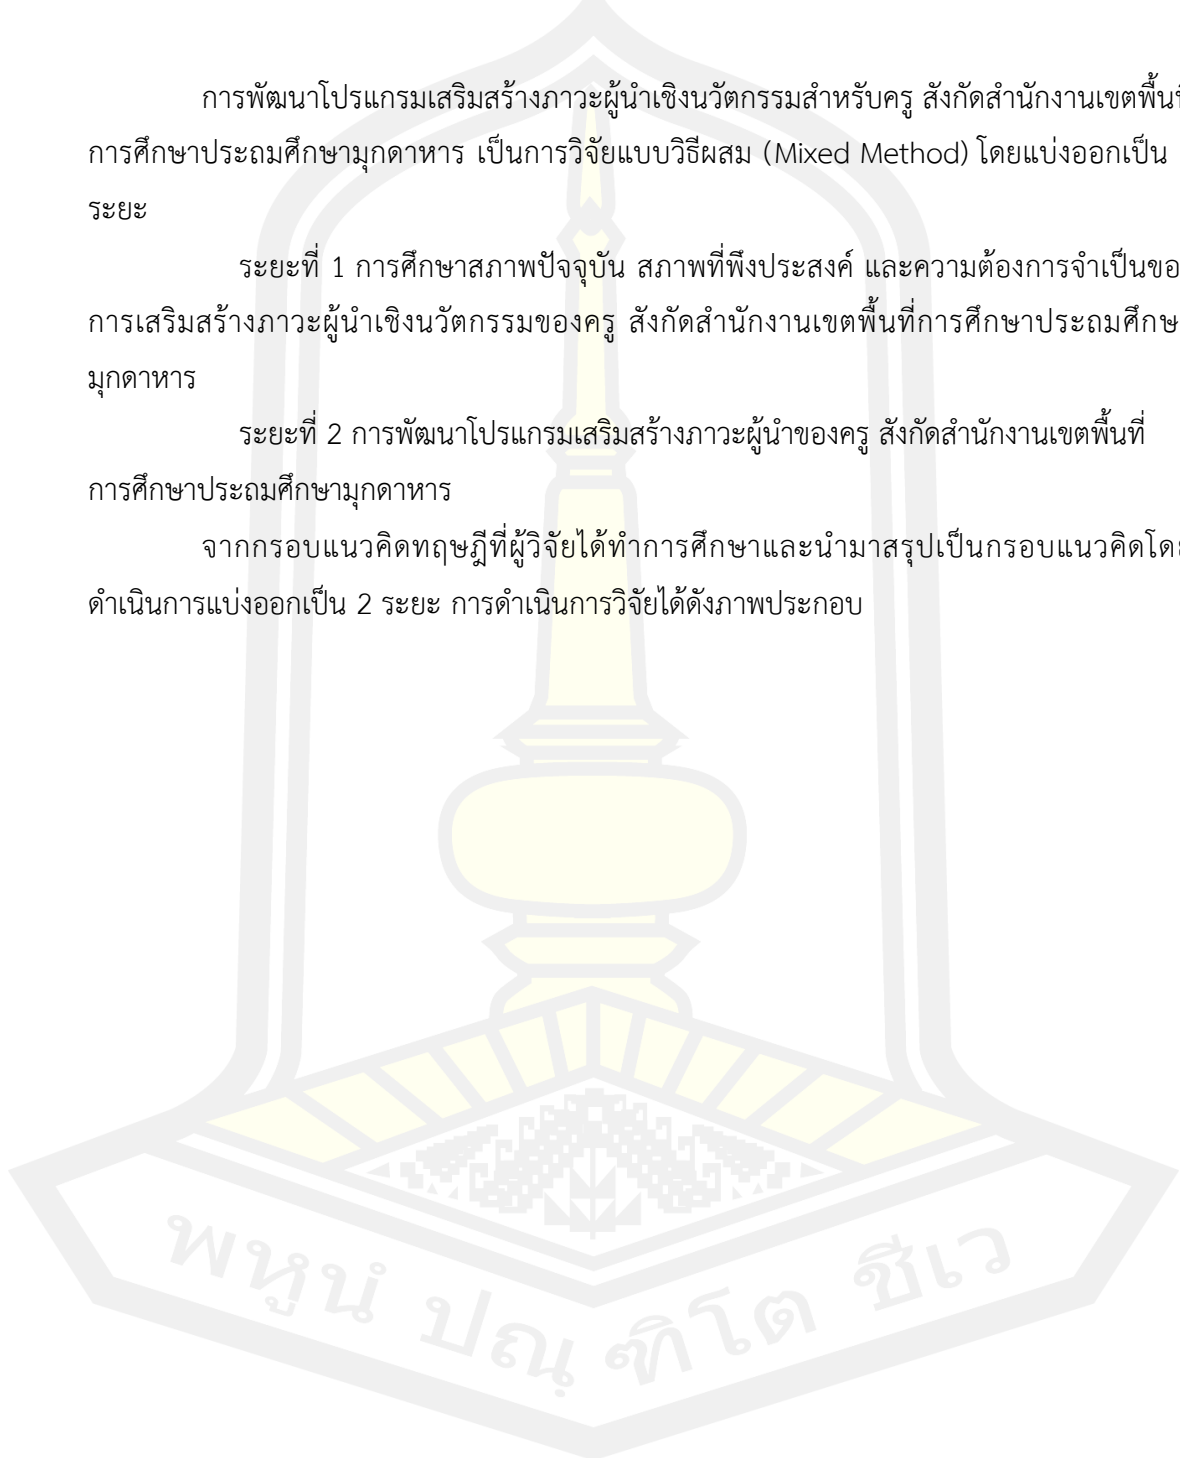 การพัฒนาโปรแกรมเสริมสร้างภาวะผู้นำเชิงนวัตกรรมสำหรับครู สังกัดสำนักงานเขตพื้น
การศึกษาประถมศึกษามุกดาหาร เป็นการวิจัยแบบวิธีผสม (Mixed Method) โดยแบ่งออกเป็น
ระยะ
ระยะที่ 1 การศึกษาสภาพปัจจุบัน สภาพที่พึงประสงค์ และความต้องการจำเป็นขอ
การเสริมสร้างภาวะผู้นำเชิงนวัตกรรมของครู สังกัดสำนักงานเขตพื้นที่การศึกษาประถมศึกษ
มุกดาหาร
ระยะที่ 2 การพัฒนาโปรแกรมเสริมสร้างภาวะผู้นำของครู สังกัดสำนักงานเขตพื้นที่
การศึกษาประถมศึกษามุกดาหาร
จากกรอบแนวคิดทฤษฎีที่ผู้วิจัยได้ทำการศึกษาและนำมาสรุปเป็นกรอบแนวคิดโด
ดำเนินการแบ่งออกเป็น 2 ระยะ การดำเนินการวิจัยได้ดังภาพประกอบ
พหูนํ ปณฺฑิโต ชีเว